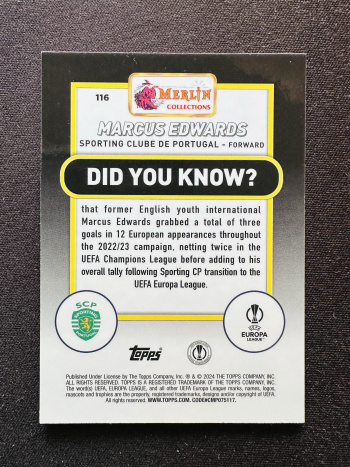 116
MERLIN
COLLECTIONS
MARCUS EDWARDS
SPORTING CLUBE DE PORTUGAL - FORWARD
DID YOU KNOW?
that former English youth international
Marcus Edwards grabbed a total of three
goals in 12 European appearances throughout
the 2022/23 campaign, netting twice in the
UEFA Champions League before adding to his
overall tally following Sporting CP transition to the
UEFA Europa League.
SCP
SPORTING
PORTUGAL
UEFA
EUROPA
LEAGUE
Topps
Published Under License by The Topps Company, Inc. ® & © 2024 THE TOPPS COMPANY, INC.
ALL RIGHTS RESERVED. TOPPS IS A REGISTERED TRADEMARK OF THE TOPPS COMPANY, INC.
The word(s) UEFA, EUROPA LEAGUE, and all other UEFA Europa League marks, names, logos,
mascots and trophies are the property, registered trademarks, designs and/or copyright of UEFA.
All rights reserved. WWW.TOPPS.COM. CODE#CMP075117.